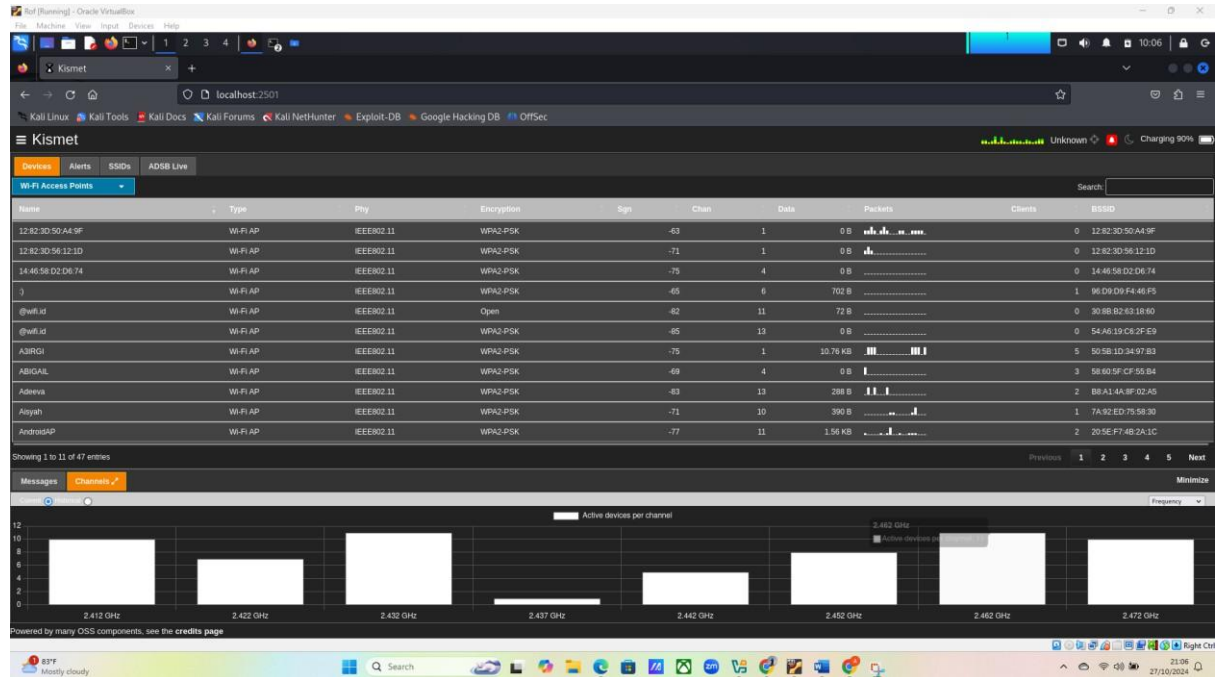 Rof [Running] - Oracle VirtualBox
File Machine View Input Devices Help
1 2 3 4
10:06
Kismet
localhost:2501
Kali Linux Kali Tools Kali Docs Kali Forums Kali NetHunter Exploit-DB Google Hacking DB OffSec
Kismet
Unknown
Charging 90%
Devices Alerts SSIDs ADSB Live
Wi-Fi Access Points
Search:
Name Type Phy Encryption Sgn Chan Data Packets Clients BSSID
12:82:3D:50:A4:9F Wi-Fi AP IEEE802.11 WPA2-PSK -63 1 0 B 0 12:82:3D:50:A4:9F
12:82:3D:56:12:1D Wi-Fi AP IEEE802.11 WPA2-PSK -71 1 0 B 0 12:82:3D:56:12:1D
14:46:58:D2:D6:74 Wi-Fi AP IEEE802.11 WPA2-PSK -75 4 0 B 0 14:46:58:D2:D6:74
:) Wi-Fi AP IEEE802.11 WPA2-PSK -65 6 702 B 1 96:D9:D9:F4:46:F5
@wifi.id Wi-Fi AP IEEE802.11 Open -82 11 72 B 0 30:8B:B2:63:18:60
@wifi.id Wi-Fi AP IEEE802.11 WPA2-PSK -85 13 0 B 0 54:A6:19:C6:2F:E9
A3IRGI Wi-Fi AP IEEE802.11 WPA2-PSK -75 1 10.76 KB 5 50:5B:1D:34:97:B3
ABIGAIL Wi-Fi AP IEEE802.11 WPA2-PSK -69 4 0 B 3 58:60:5F:CF:55:B4
Adeeva Wi-Fi AP IEEE802.11 WPA2-PSK -83 13 288 B 2 B8:A1:4A:8F:02:A5
Aisyah Wi-Fi AP IEEE802.11 WPA2-PSK -71 10 390 B 1 7A:92:ED:75:58:30
AndroidAP Wi-Fi AP IEEE802.11 WPA2-PSK -77 11 1.56 KB 2 20:5E:F7:4B:2A:1C
Showing 1 to 11 of 47 entries
Previous 1 2 3 4 5 Next
Messages Channels
Minimize
Frequency
Active devices per channel
2.462 GHz
Active devices per
12
10
8
6
4
2
0
2.412 GHz 2.422 GHz 2.432 GHz 2.437 GHz 2.442 GHz 2.452 GHz 2.462 GHz 2.472 GHz
Powered by many OSS components, see the credits page
Right Ctrl
1
83°F
Mostly cloudy
Search
21:06
27/10/2024